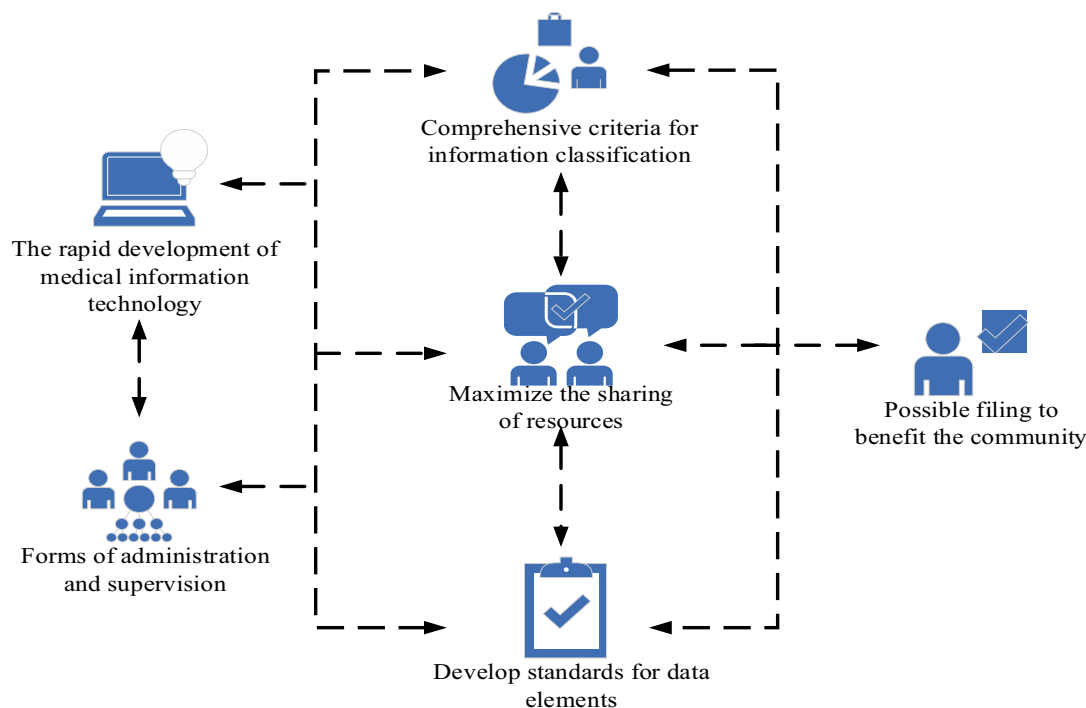 Comprehensive criteria for
information classification
The rapid development of
medical information
technology
Maximize the sharing
of resources
Possible filing to
benefit the community
Forms of administration
and supervision
Develop standards for data
elements